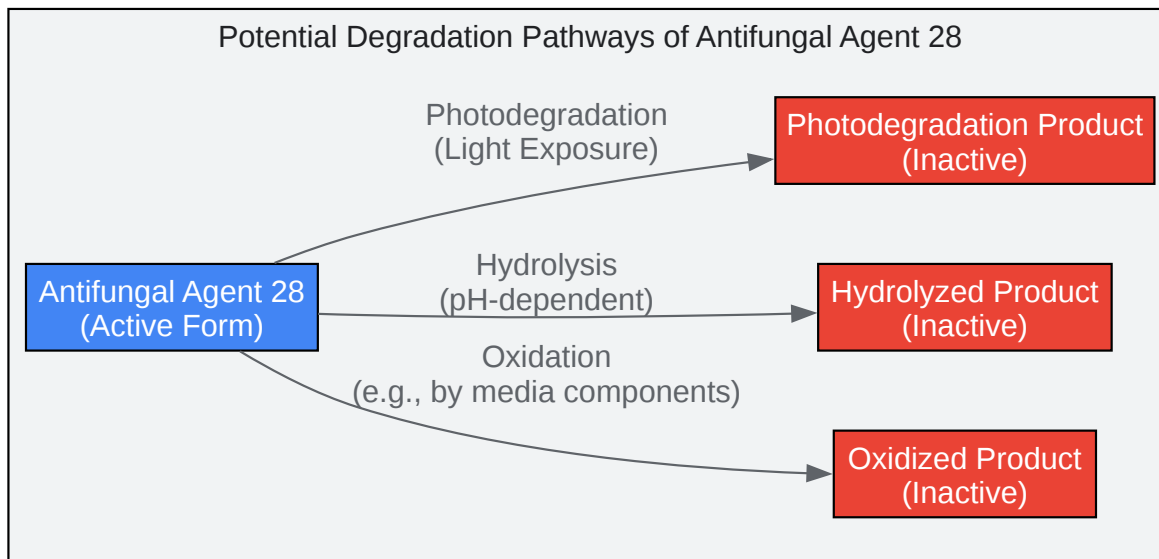 Potential Degradation Pathways of Antifungal Agent 28
Photodegradation
(Light Exposure)
Photodegradation Product
(Inactive)
Antifungal Agent 28
(Active Form)
Hydrolysis
(pH-dependent)
Hydrolyzed Product
(Inactive)
Oxidation
(e.g., by media components)
Oxidized Product
(Inactive)